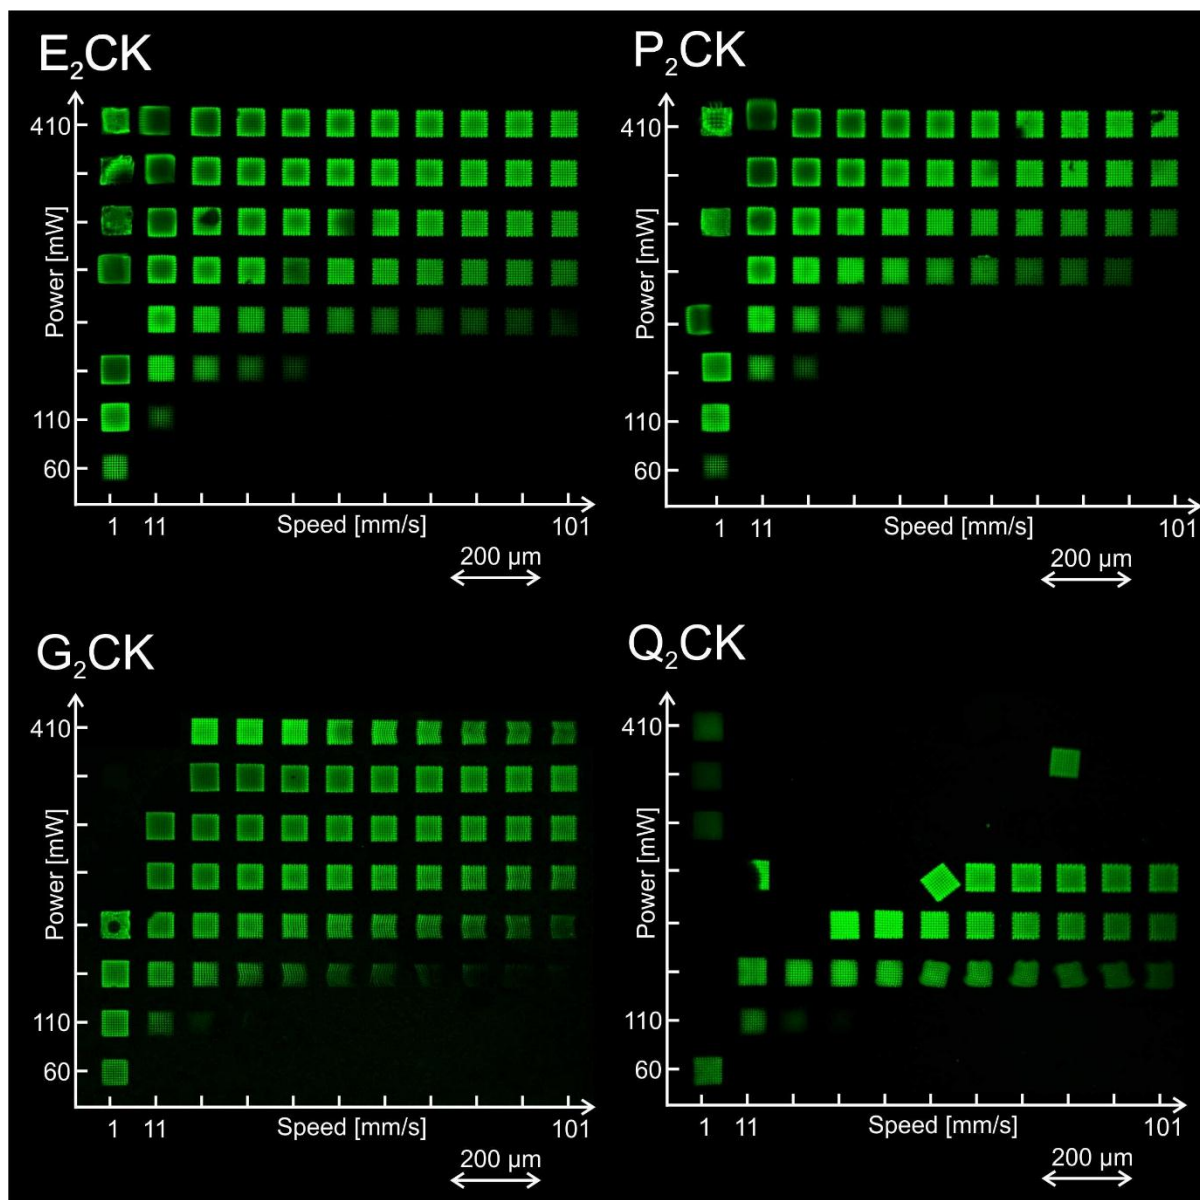 E₂CK
P₂CK
410
110
60
Power [mW]
1
11
Speed [mm/s]
101
200 µm
410
110
60
Power [mW]
1
11
Speed [mm/s]
101
200 µm
G₂CK
Q₂CK
410
110
60
Power [mW]
1
11
Speed [mm/s]
101
200 µm
410
110
60
Power [mW]
1
11
Speed [mm/s]
101
200 µm